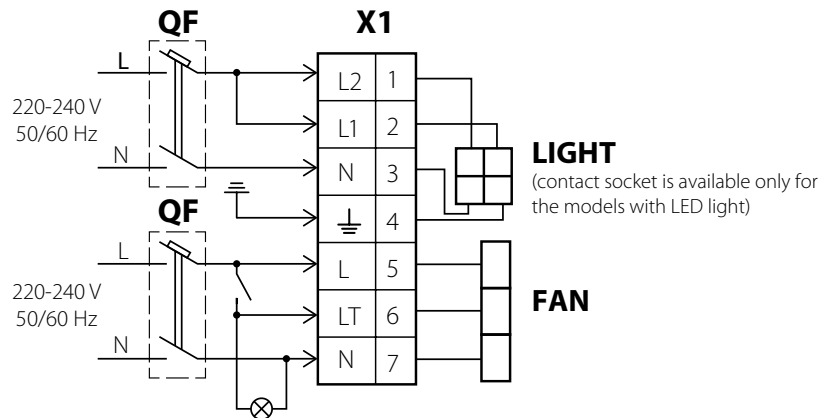 QF X1
L L2 1
220-240 V
50/60 Hz
L1 2
N N 3
LIGHT
(contact socket is available only for
the models with LED light)
4
QF
L L 5
220-240 V
50/60 Hz
LT 6
FAN
N N 7